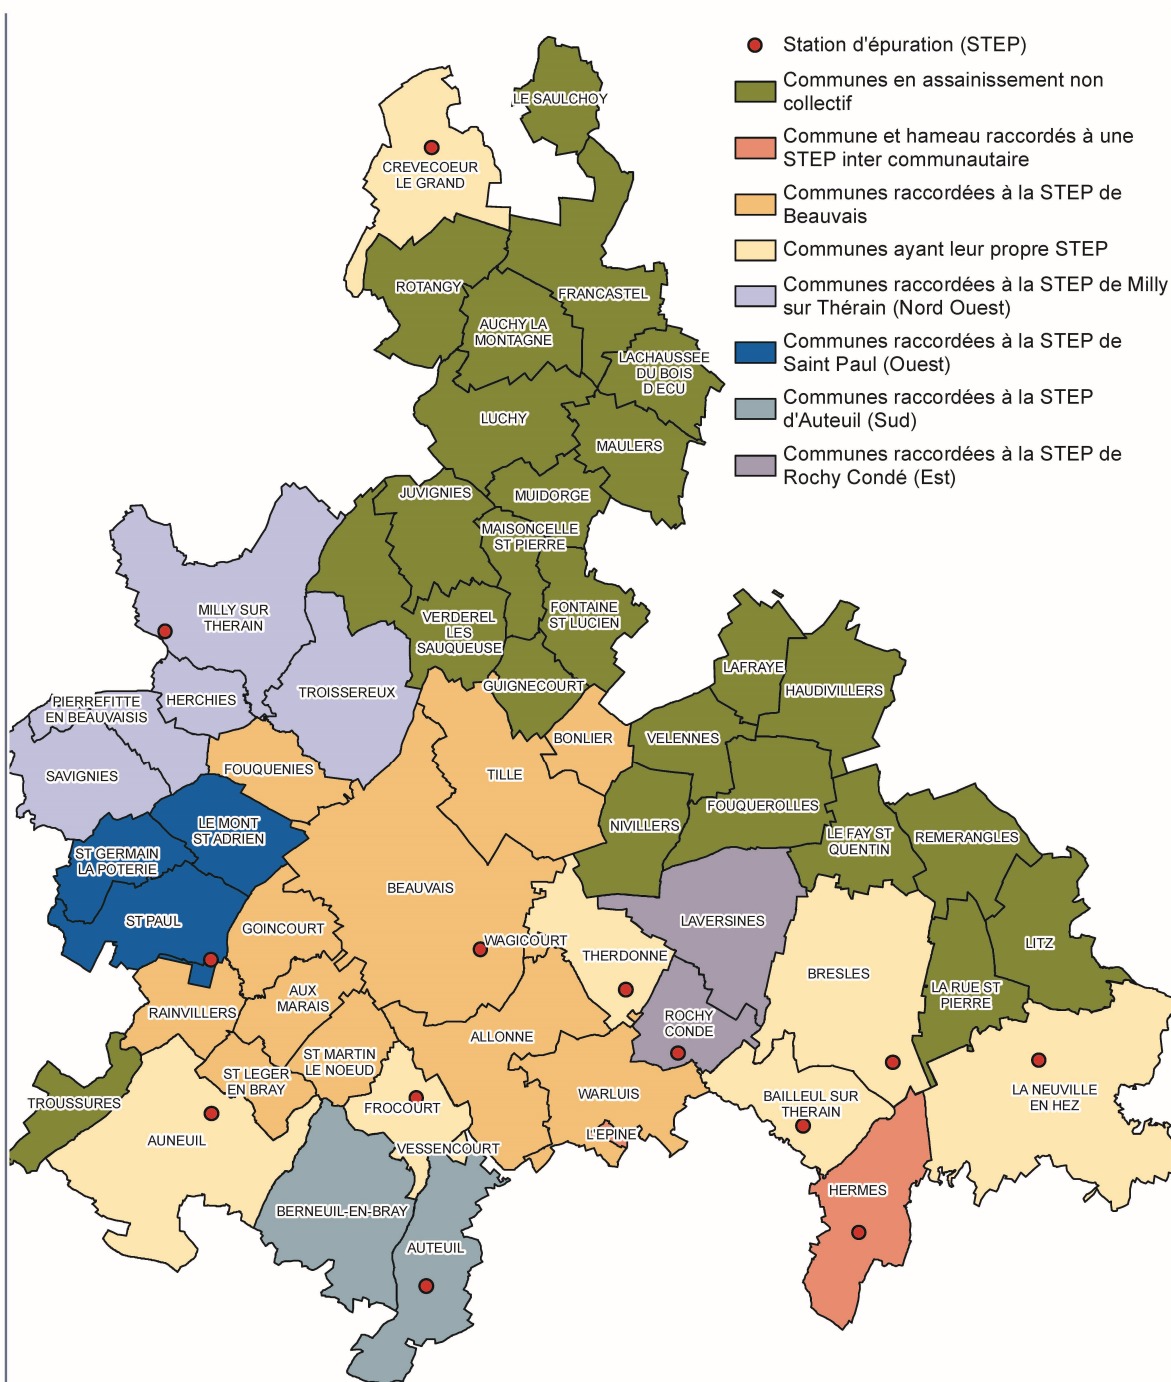 Station d'épuration (STEP)
Communes en assainissement non
collectif
Commune et hameau raccordés à une
STEP inter communautaire
Communes raccordées à la STEP de
Beauvais
Communes ayant leur propre STEP
Communes raccordées à la STEP de Milly
sur Thérain (Nord Ouest)
Communes raccordées à la STEP de
Saint Paul (Ouest)
Communes raccordées à la STEP
d'Auteuil (Sud)
Communes raccordées à la STEP de
Rochy Condé (Est)
LE SAULCHOY
CREVECOEUR
LE GRAND
ROTANGY
FRANCASTEL
AUCHY LA
MONTAGNE
LACHAUSSEE
DU BOIS
D ECU
LUCHY
MAULERS
JUVIGNIES
MUIDORGE
MAISONCELLE
ST PIERRE
MILLY SUR
THERAIN
VERDEREL
LES
SAUQUEUSE
FONTAINE
ST LUCIEN
LAFRAYE
HAUDIVILLERS
GUIGNECOURT
TROISSEREUX
HERCHIES
PIERREFITTE
EN BEAUVAISIS
BONLIER
VELENNES
SAVIGNIES
FOUQUENIES
TILLE
FOUQUEROLLES
LE MONT
ST ADRIEN
NIVILLERS
LE FAY ST
QUENTIN
REMERANGLES
ST GERMAIN
LA POTERIE
BEAUVAIS
ST PAUL
GOINCOURT
WAGICOURT
LAVERSINES
THERDONNE
LITZ
BRESLES
AUX
MARAIS
LA RUE ST
PIERRE
RAINVILLERS
ROCHY
CONDE
ALLONNE
ST MARTIN
LE NOEUD
ST LEGER
EN BRAY
TROUSSURES
FROCOURT
WARLUIS
BAILLEUL SUR
THERAIN
LA NEUVILLE
EN HEZ
AUNEUIL
L'EPINE
VESSENCOURT
HERMES
BERNEUIL-EN-BRAY
AUTEUIL